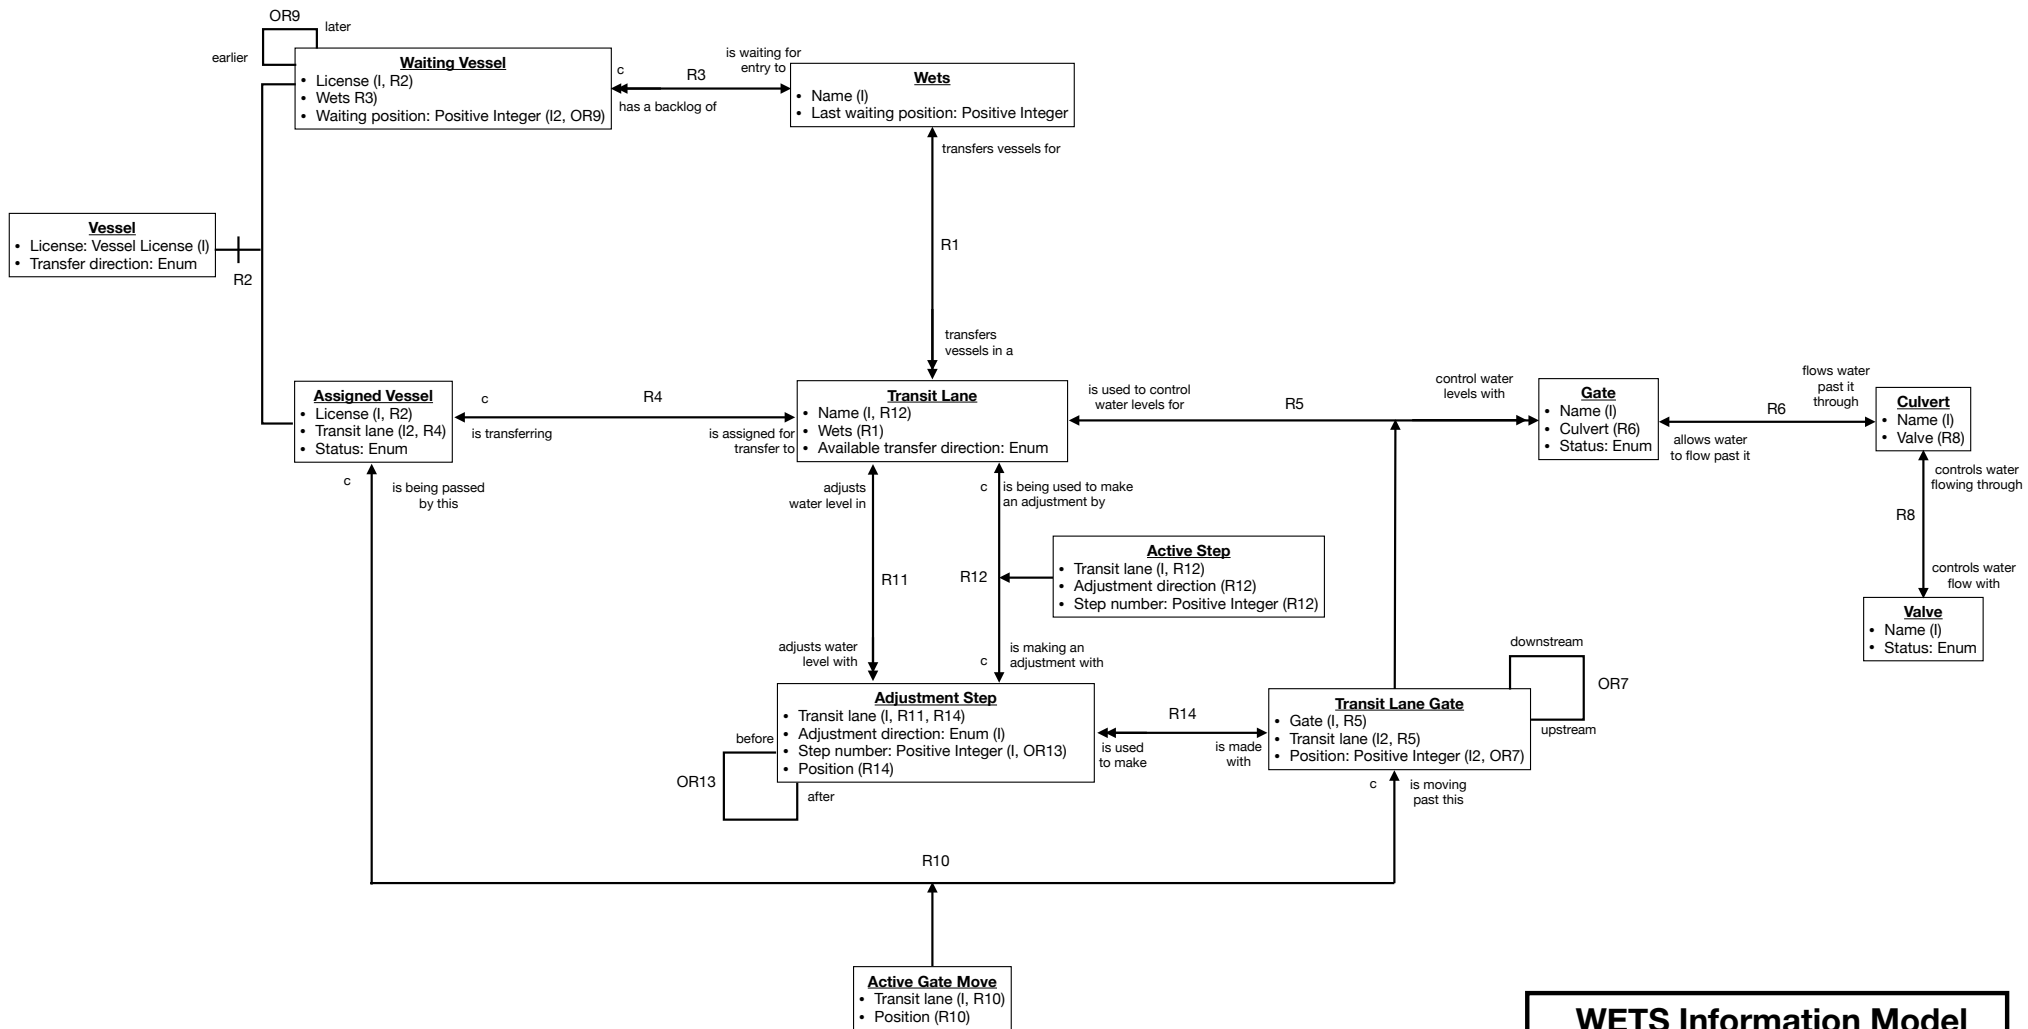 OR9
later
earlier
Waiting Vessel
• License (I, R2)
• Wets R3)
• Waiting position: Positive Integer (I2, OR9)
c
R3
is waiting for
entry to
has a backlog of
Wets
• Name (I)
• Last waiting position: Positive Integer
transfers vessels for
R1
transfers
vessels in a
Vessel
• License: Vessel License (I)
• Transfer direction: Enum
R2
Assigned Vessel
• License (I, R2)
• Transit lane (I2, R4)
• Status: Enum
c
R4
is transferring
is assigned for
transfer to
Transit Lane
• Name (I, R12)
• Wets (R1)
• Available transfer direction: Enum
is used to control
water levels for
R5
control water
levels with
Gate
• Name (I)
• Culvert (R6)
• Status: Enum
flows water
past it
through
R6
allows water
to flow past it
Culvert
• Name (I)
• Valve (R8)
controls water
flowing through
R8
controls water
flow with
Valve
• Name (I)
• Status: Enum
c
is being passed
by this
adjusts
water level in
R11
adjusts water
level with
c
is being used to make
an adjustment by
R12
c
is making an
adjustment with
Active Step
• Transit lane (I, R12)
• Adjustment direction (R12)
• Step number: Positive Integer (R12)
Adjustment Step
• Transit lane (I, R11, R14)
• Adjustment direction: Enum (I)
• Step number: Positive Integer (I, OR13)
• Position (R14)
before
OR13
after
R14
is used
to make
is made
with
Transit Lane Gate
• Gate (I, R5)
• Transit lane (I2, R5)
• Position: Positive Integer (I2, OR7)
downstream
OR7
upstream
c
is moving
past this
R10
Active Gate Move
• Transit lane (I, R10)
• Position (R10)
WETS Information Model